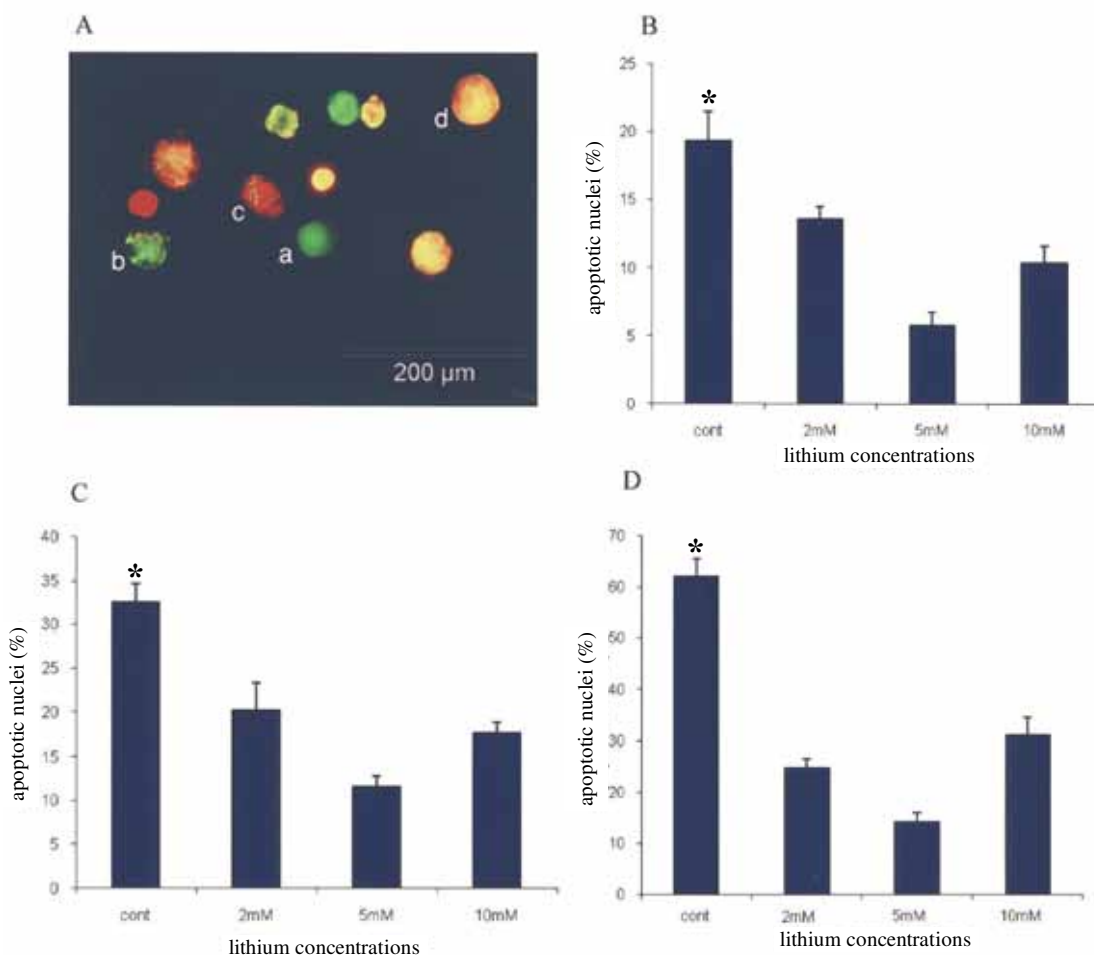 A
d
c
b
a
200 µm
B
apoptotic nuclei (%)
25
20
15
10
5
0
*
cont 2mM 5mM 10mM
lithium concentrations
C
apoptotic nuclei (%)
40
35
30
25
20
15
10
5
0
*
cont 2mM 5mM 10mM
lithium concentrations
D
apoptotic nuclei (%)
70
60
50
40
30
20
10
0
*
cont 2mM 5mM 10mM
lithium concentrations